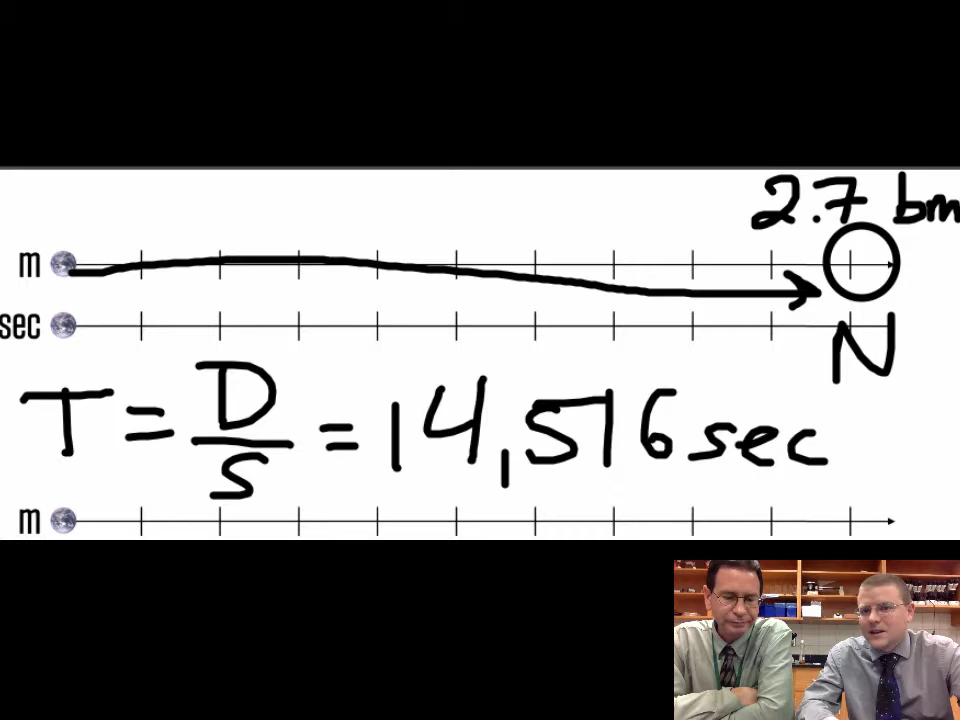 2.7 bm
m
sec
N
T = D/S = 14,516 sec
m